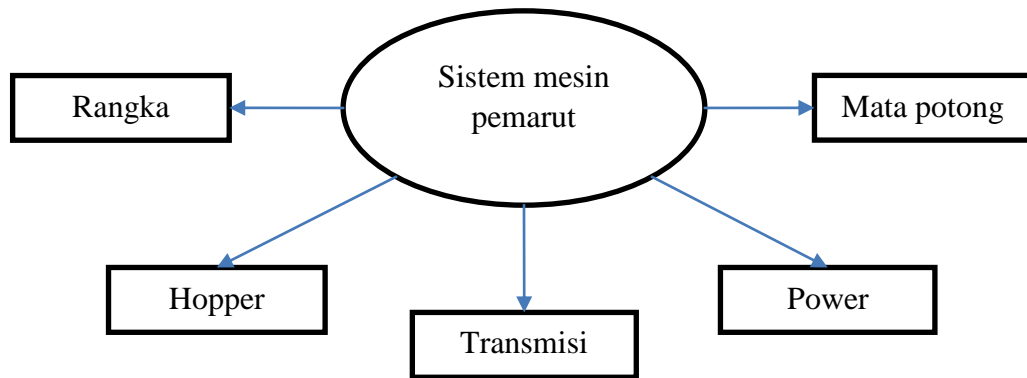 Sistem mesin
pemarut
Rangka
Mata potong
Hopper
Power
Transmisi